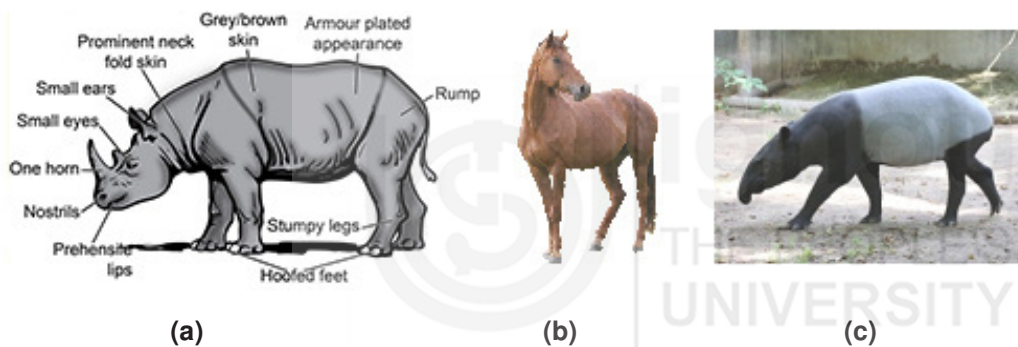 Grey/brown
skin
Armour plated
appearance
Prominent neck
fold skin
Small ears
Rump
Small eyes
One horn
Nostrils
Stumpy legs
Prehensile
lips
Hoofed feet
THE
UNIVERSITY
(a)
(b)
(c)